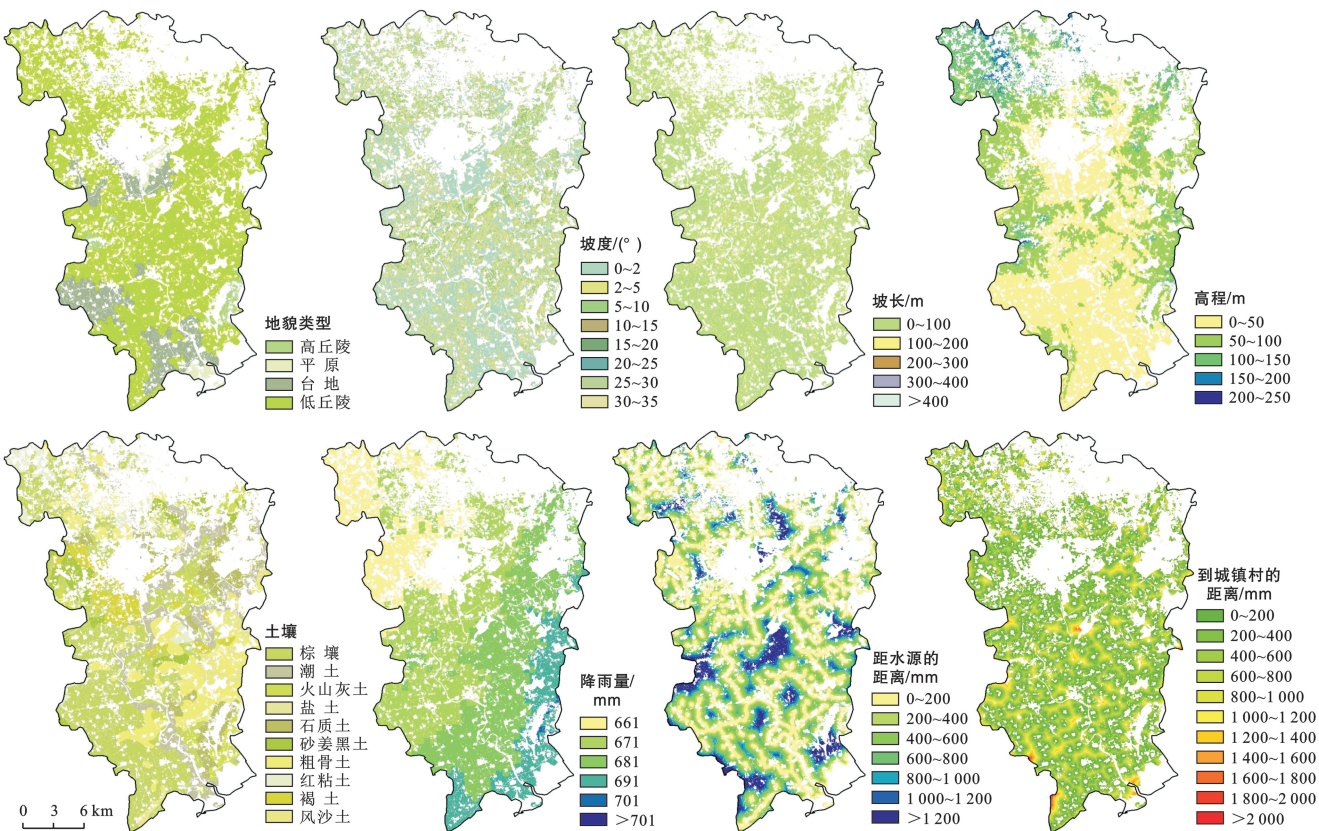 地貌类型
高丘陵
平 原
台 地
低丘陵
坡度/(°)
0~2
2~5
5~10
10~15
15~20
20~25
25~30
30~35
坡长/m
0~100
100~200
200~300
300~400
>400
高程/m
0~50
50~100
100~150
150~200
200~250
土壤
棕 壤
潮 土
火山灰土
盐 土
石质土
砂姜黑土
粗骨土
红粘土
褐 土
风沙土
0 3 6 km
降雨量/
mm
661
671
681
691
701
>701
距水源的
距离/mm
0~200
200~400
400~600
600~800
800~1 000
1 000~1 200
>1 200
到城镇村的
距离/mm
0~200
200~400
400~600
600~800
800~1 000
1 000~1 200
1 200~1 400
1 400~1 600
1 600~1 800
1 800~2 000
>2 000